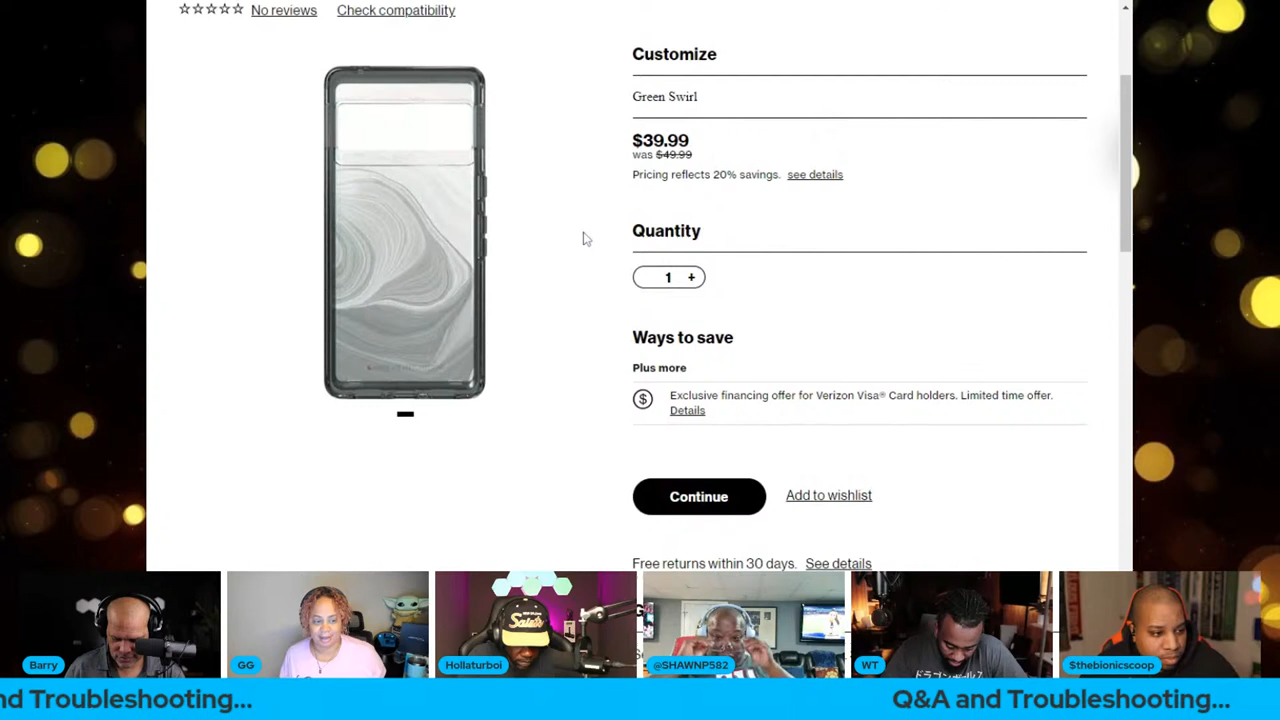 No reviews Check compatibility
Customize
Green Swirl
$39.99
was $49.99
Pricing reflects 20% savings. see details
Quantity
1 +
Ways to save
Plus more
$ Exclusive financing offer for Verizon Visa® Card holders. Limited time offer.
Details
Continue Add to wishlist
Free returns within 30 days. See details
Barry GG Hollaturboi @SHAWNP582 WT $thebionicscoop
nd Troubleshooting... Q&A and Troubleshooting...